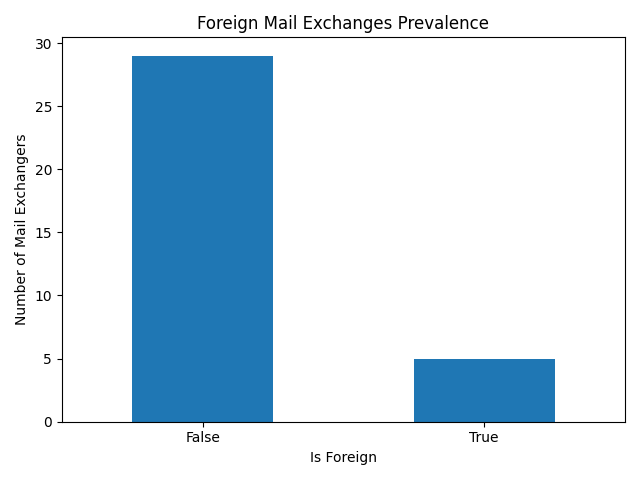 Foreign Mail Exchanges Prevalence
30
25
20
15
10
5
0
Number of Mail Exchangers
False
True
Is Foreign